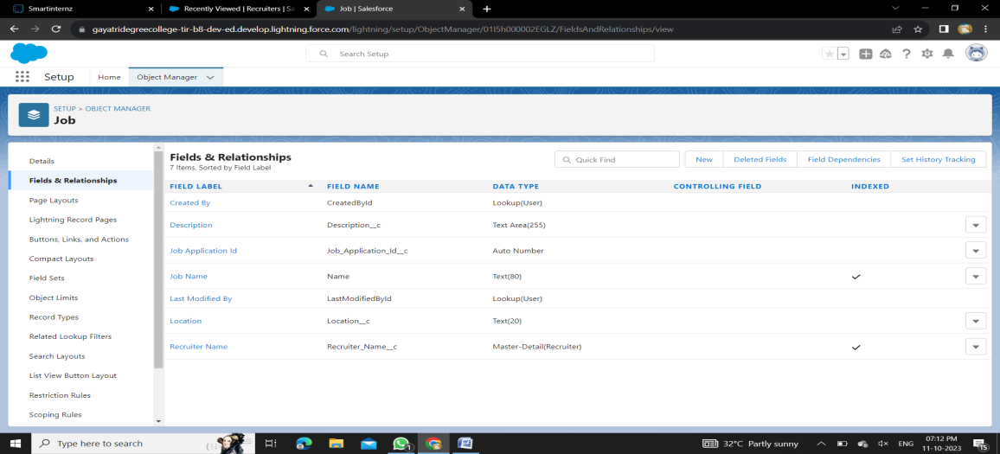 Smartinternz
Recently Viewed | Recruiters | Sa
Job | Salesforce
gayatridegreecollege-tir-b8-dev-ed.develop.lightning.force.com/lightning/setup/ObjectManager/01I5h000002EGLZ/FieldsAndRelationships/view
Search Setup
Setup
Home
Object Manager
SETUP > OBJECT MANAGER
Job
Details
Fields & Relationships
Page Layouts
Lightning Record Pages
Buttons, Links, and Actions
Compact Layouts
Field Sets
Object Limits
Record Types
Related Lookup Filters
Search Layouts
List View Button Layout
Restriction Rules
Scoping Rules
Fields & Relationships
7 Items, Sorted by Field Label
Quick Find
New
Deleted Fields
Field Dependencies
Set History Tracking
FIELD LABEL FIELD NAME DATA TYPE CONTROLLING FIELD INDEXED
Created By CreatedById Lookup(User)
Description Description__c Text Area(255)
Job Application Id Job_Application_Id__c Auto Number
Job Name Name Text(80)
Last Modified By LastModifiedById Lookup(User)
Location Location__c Text(20)
Recruiter Name Recruiter_Name__c Master-Detail(Recruiter)
Type here to search
1
32°C Partly sunny
ENG
07:12 PM
11-10-2023
15